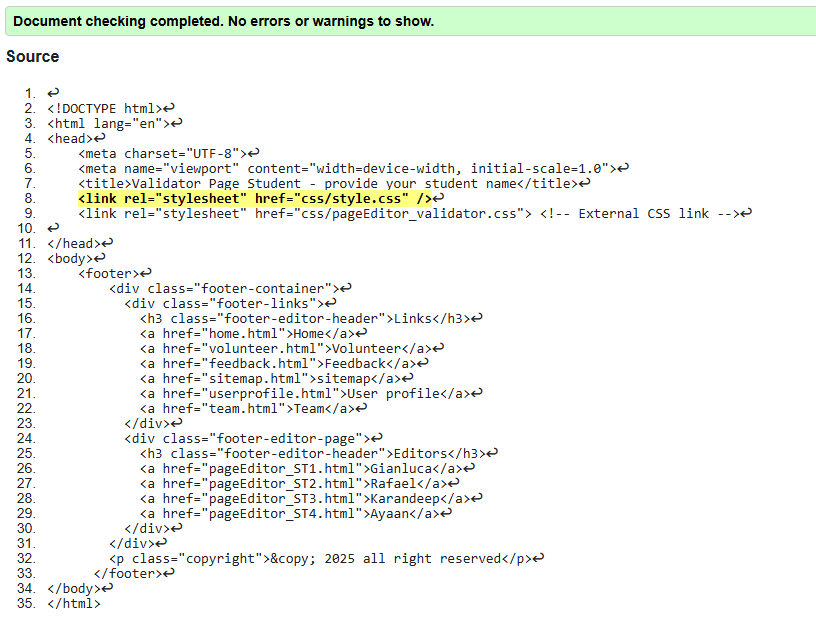 Document checking completed. No errors or warnings to show.
Source
1. ↩
2. <!DOCTYPE html>↩
3. <html lang="en">↩
4. <head>↩
5.     <meta charset="UTF-8">↩
6.     <meta name="viewport" content="width=device-width, initial-scale=1.0">↩
7.     <title>Validator Page Student - provide your student name</title>↩
8.     <link rel="stylesheet" href="css/style.css" />↩
9.     <link rel="stylesheet" href="css/pageEditor_validator.css"> <!-- External CSS link -->↩
10. ↩
11. </head>↩
12. <body>↩
13.     <footer>↩
14.         <div class="footer-container">↩
15.           <div class="footer-links">↩
16.             <h3 class="footer-editor-header">Links</h3>↩
17.             <a href="home.html">Home</a>↩
18.             <a href="volunteer.html">Volunteer</a>↩
19.             <a href="feedback.html">Feedback</a>↩
20.             <a href="sitemap.html">sitemap</a>↩
21.             <a href="userprofile.html">User profile</a>↩
22.             <a href="team.html">Team</a>↩
23.           </div>↩
24.           <div class="footer-editor-page">↩
25.             <h3 class="footer-editor-header">Editors</h3>↩
26.             <a href="pageEditor_ST1.html">Gianluca</a>↩
27.             <a href="pageEditor_ST2.html">Rafael</a>↩
28.             <a href="pageEditor_ST3.html">Karandeep</a>↩
29.             <a href="pageEditor_ST4.html">Ayaan</a>↩
30.           </div>↩
31.         </div>↩
32.         <p class="copyright">&copy; 2025 all right reserved</p>↩
33.       </footer>↩
34. </body>↩
35. </html>